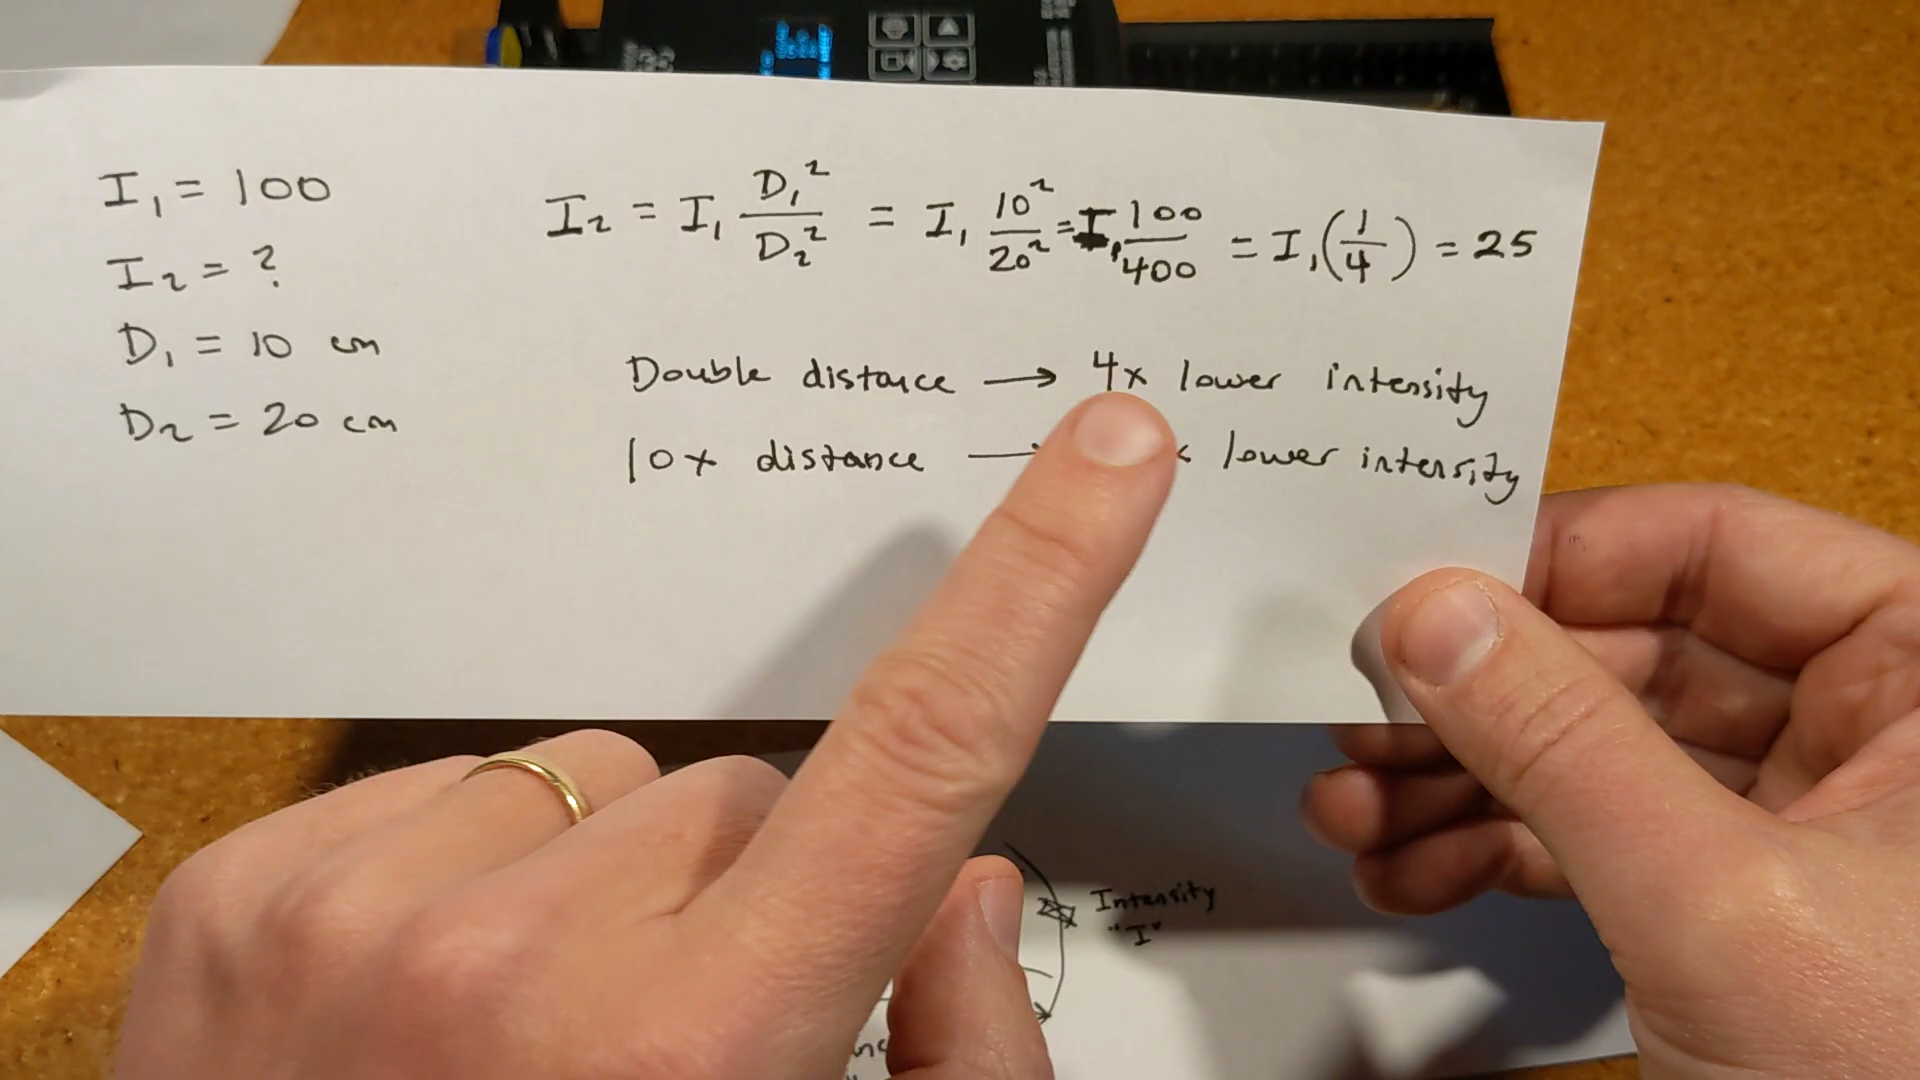 I₁ = 100
I₂ = ?
D₁ = 10 cm
D₂ = 20 cm
I₂ = I₁ D₁²/D₂² = I₁ 10²/20² = I₁ 100/400 = I₁(1/4) = 25
Double distance → 4x lower intensity
10x distance → lower intensity
Intensity
"I"